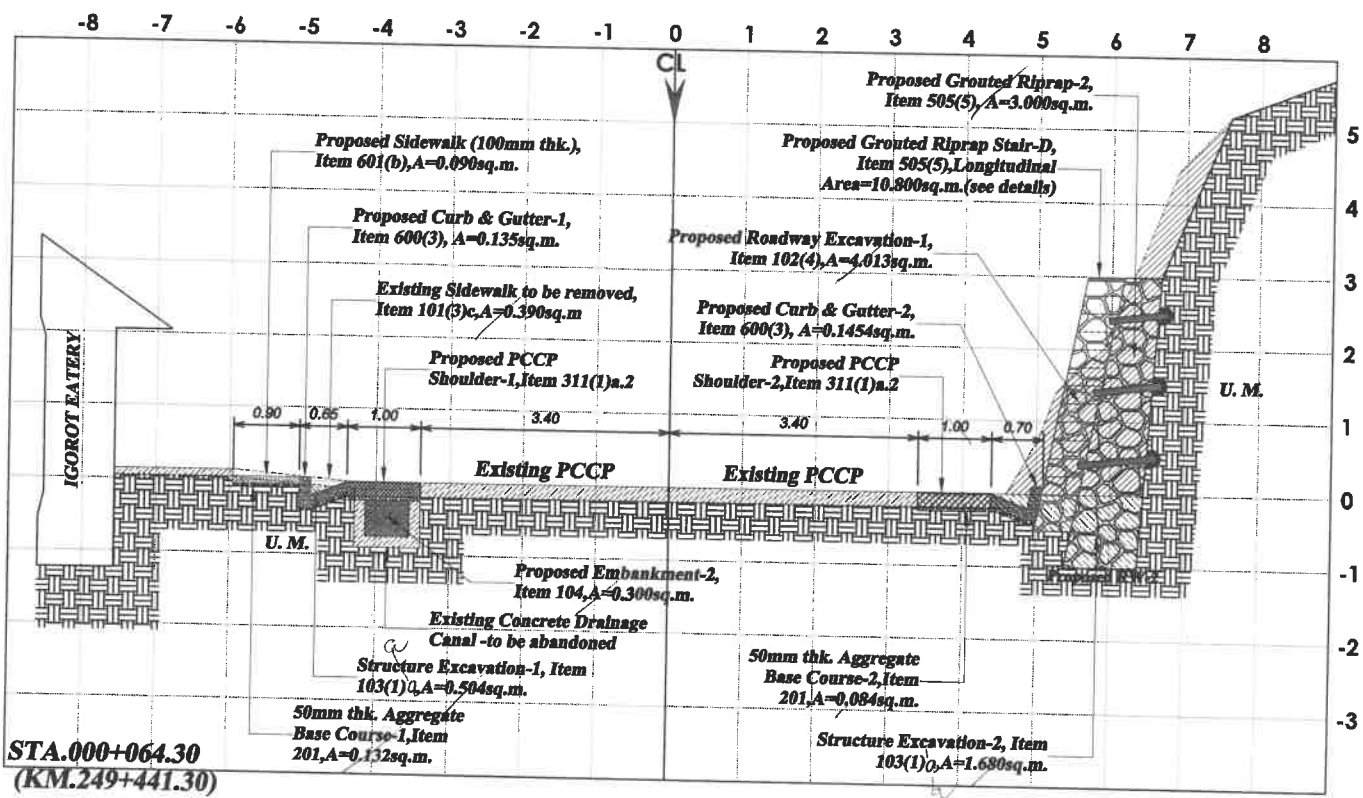 -8 -7 -6 -5 -4 -3 -2 -1 0 1 2 3 4 5 6 7 8
CL
Proposed Grouted Riprap-2,
Item 505(5), A=3.000sq.m.
Proposed Sidewalk (100mm thk.),
Item 601(b),A=0.090sq.m.
Proposed Grouted Riprap Stair-D,
Item 505(5),Longitudinal
Area=10.800sq.m.(see details)
Proposed Curb & Gutter-1,
Item 600(3), A=0.135sq.m.
Proposed Roadway Excavation-1,
Item 102(4),A=4.013sq.m.
Existing Sidewalk to be removed,
Item 101(3)c,A=0.390sq.m
Proposed Curb & Gutter-2,
Item 600(3), A=0.1454sq.m.
Proposed PCCP
Shoulder-1,Item 311(1)a.2
Proposed PCCP
Shoulder-2,Item 311(1)a.2
5
4
3
2
1
0
-1
-2
-3
U. M.
IGOROT EATERY
0.90 0.65 1.00 3.40 3.40 1.00 0.70
Existing PCCP Existing PCCP
U. M.
Proposed RW-2
Proposed Embankment-2,
Item 104,A=0.300sq.m.
Existing Concrete Drainage
Canal -to be abandoned
Structure Excavation-1, Item
103(1)a,A=0.504sq.m.
50mm thk. Aggregate
Base Course-1,Item
201,A=0.132sq.m.
50mm thk. Aggregate
Base Course-2,Item
201,A=0.084sq.m.
Structure Excavation-2, Item
103(1)a,A=1.680sq.m.
STA.000+064.30
(KM.249+441.30)